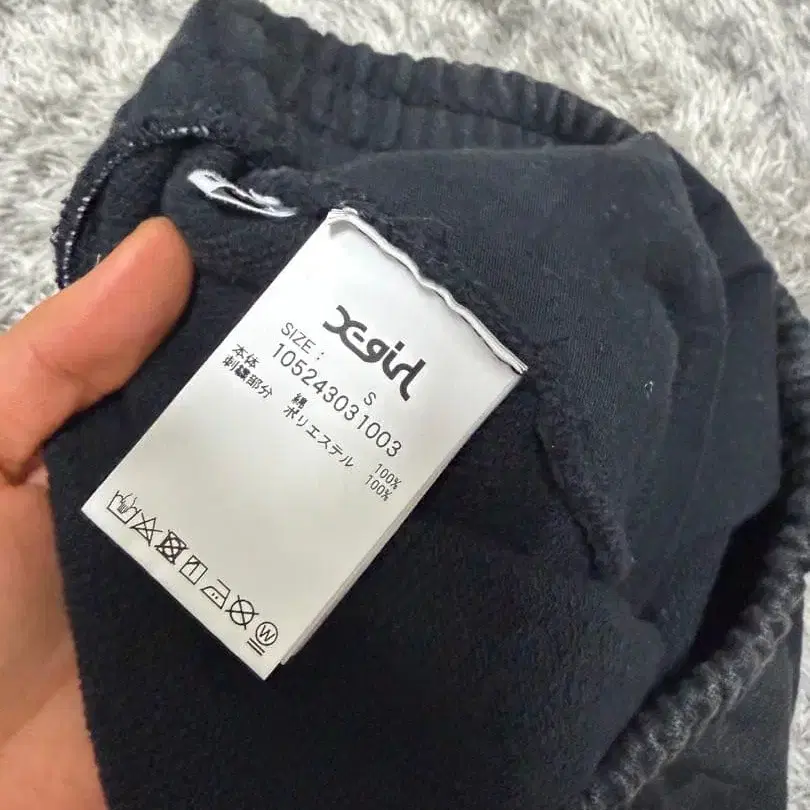 X-girl
SIZE: S
105243031003
本体 綿 100%
刺繍部分 ポリエステル 100%
W